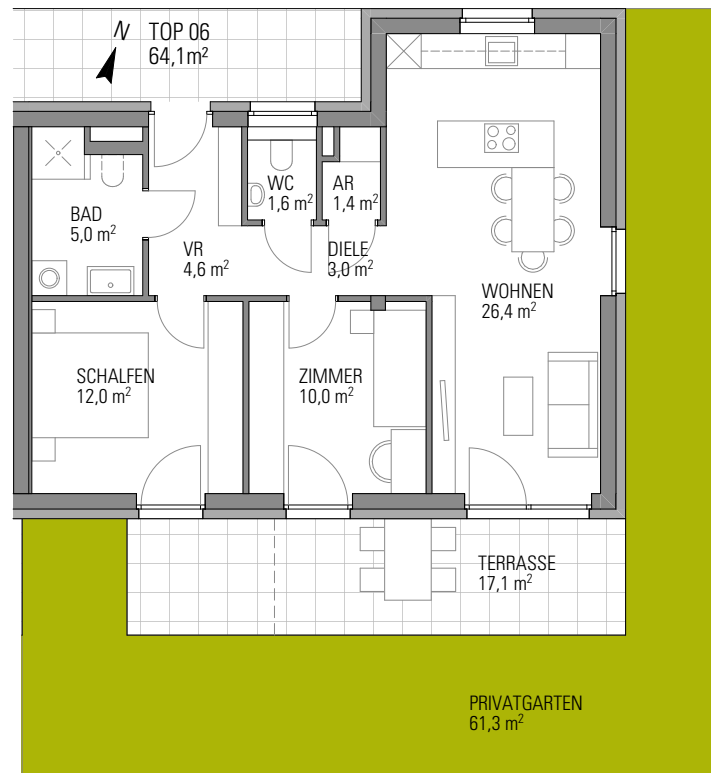 N
TOP 06
64,1m²
BAD
5,0 m²
VR
4,6 m²
WC
1,6 m²
AR
1,4 m²
DIELE
3,0 m²
WOHNEN
26,4 m²
SCHALFEN
12,0 m²
ZIMMER
10,0 m²
TERRASSE
17,1 m²
PRIVATGARTEN
61,3 m²